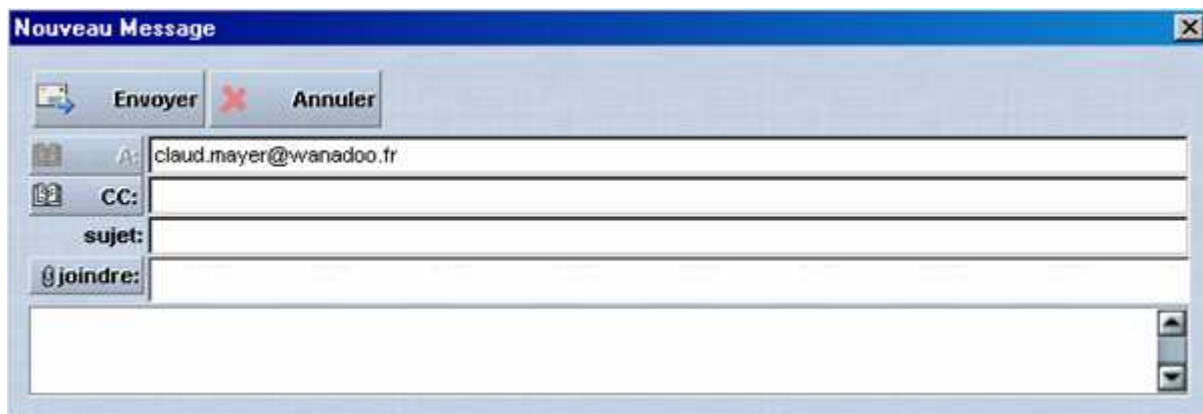 Nouveau Message
Envoyer Annuler
A: claud.mayer@wanadoo.fr
CC:
sujet:
joindre: